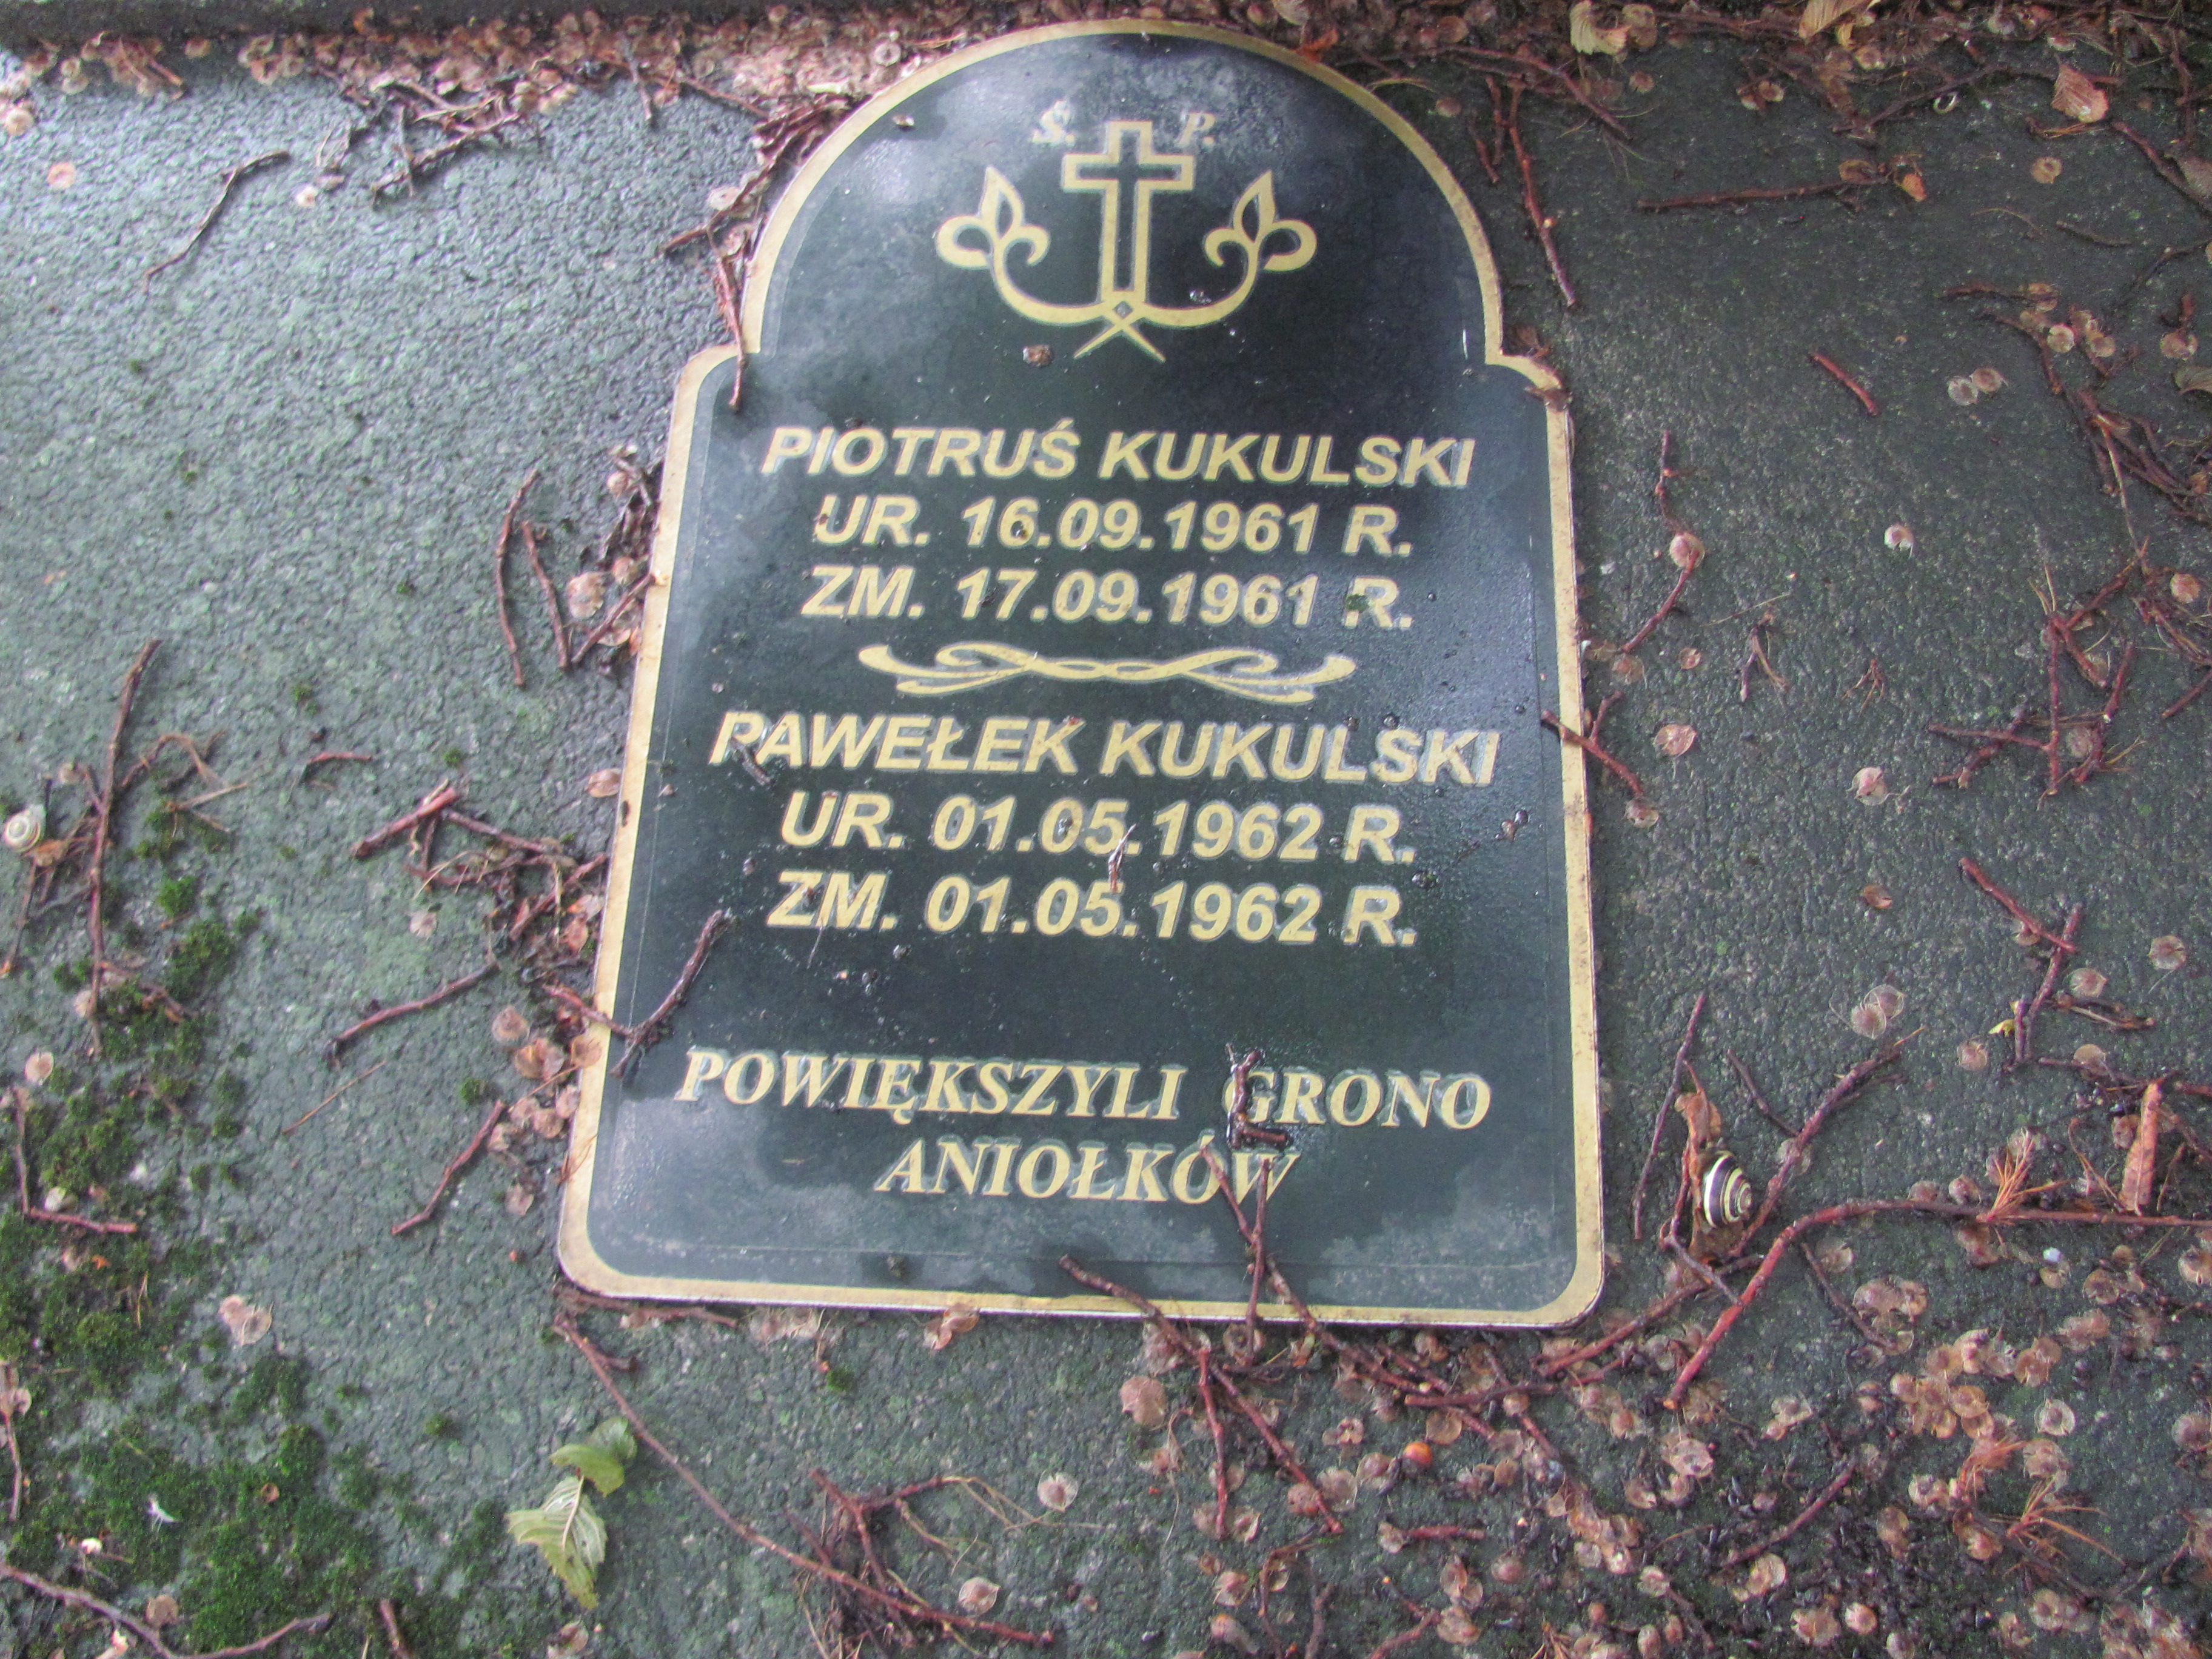 S. P.
PIOTRUŚ KUKULSKI
UR. 16.09.1961 R.
ZM. 17.09.1961 R.
PAWEŁEK KUKULSKI
UR. 01.05.1962 R.
ZM. 01.05.1962 R.
POWIĘKSZYLI GRONO
ANIOŁKÓW